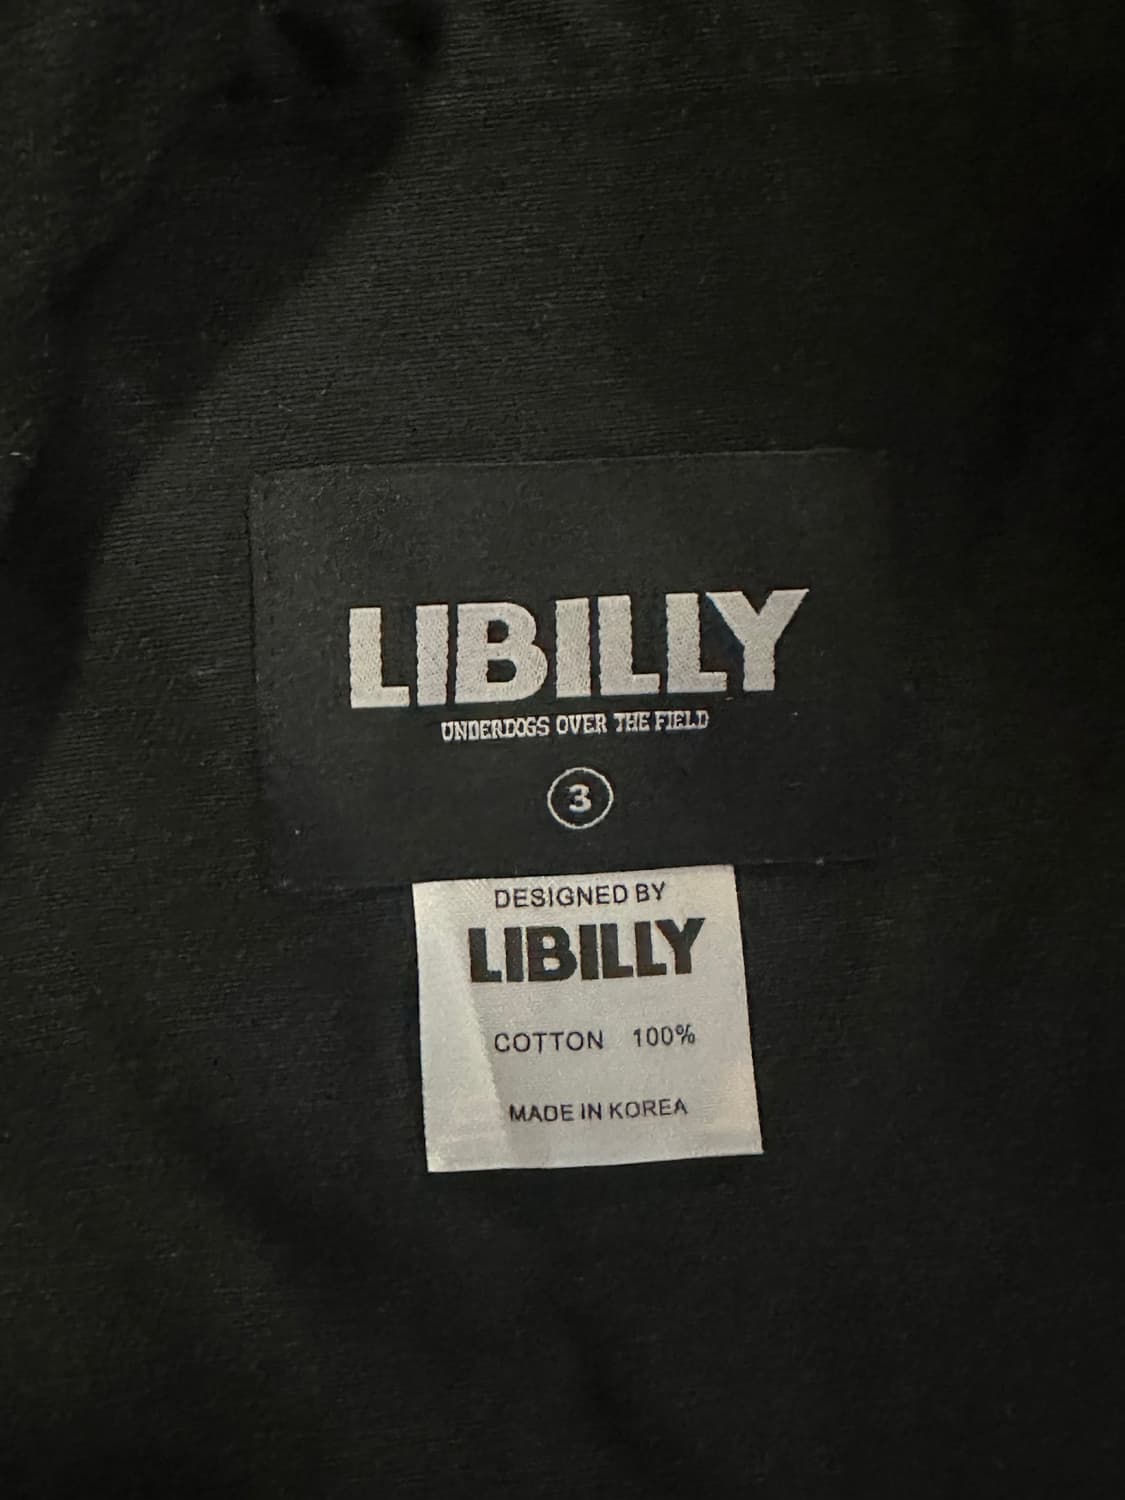 LIBILLY
UNDERDOGS OVER THE FIELD
3
DESIGNED BY
LIBILLY
COTTON 100%
MADE IN KOREA